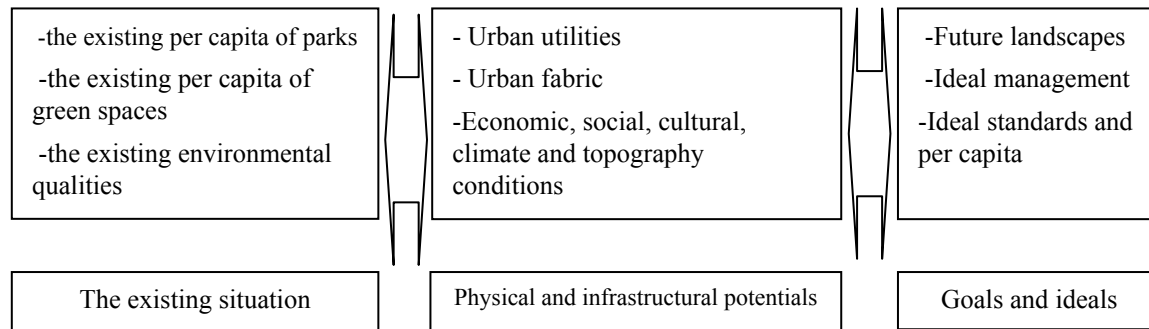 -the existing per capita of parks
-the existing per capita of
green spaces
-the existing environmental
qualities
- Urban utilities
- Urban fabric
-Economic, social, cultural,
climate and topography
conditions
-Future landscapes
-Ideal management
-Ideal standards and
per capita
The existing situation
Physical and infrastructural potentials
Goals and ideals